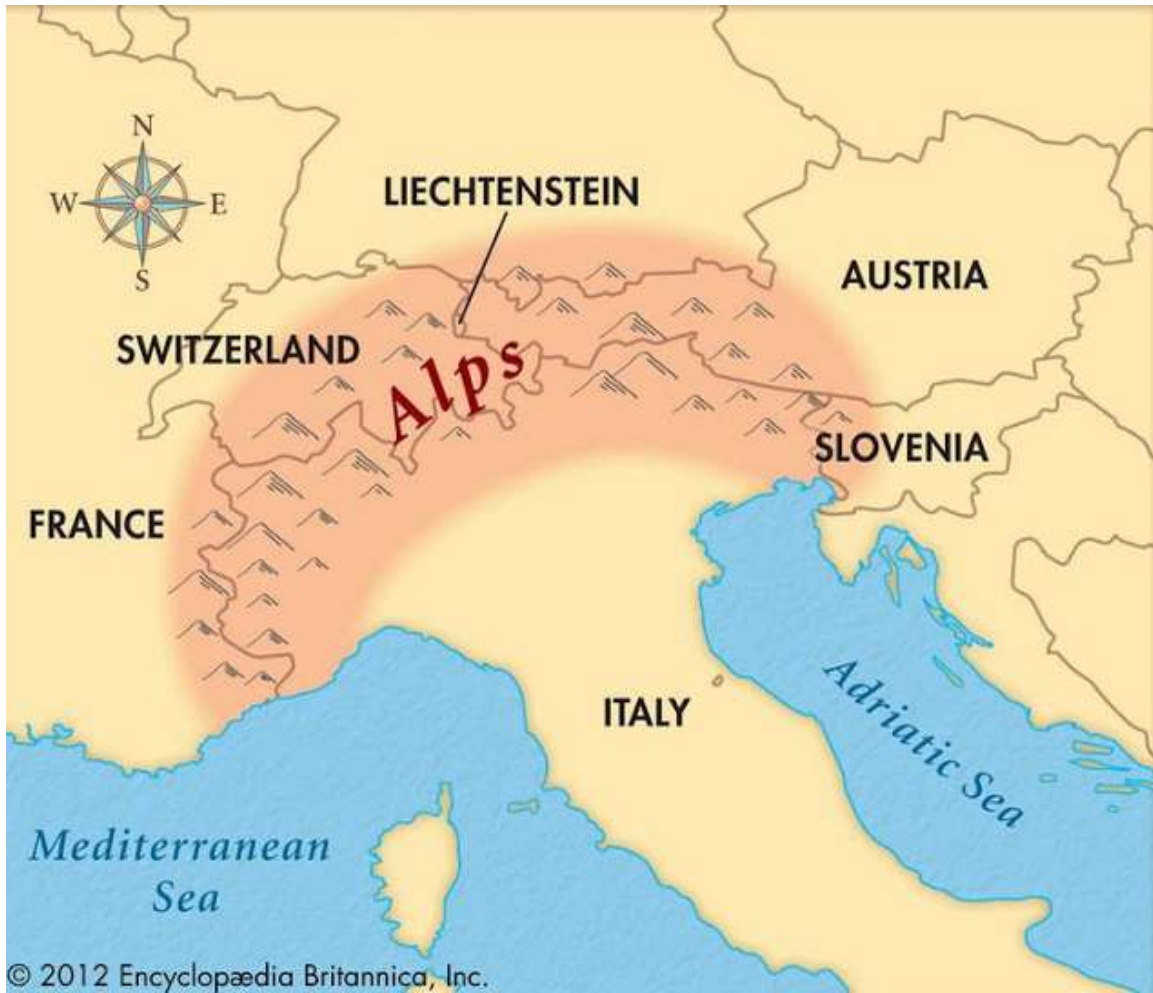 N
W
E
S
LIECHTENSTEIN
AUSTRIA
SWITZERLAND
Alps
SLOVENIA
FRANCE
ITALY
Adriatic Sea
Mediterranean
Sea
© 2012 Encyclopædia Britannica, Inc.